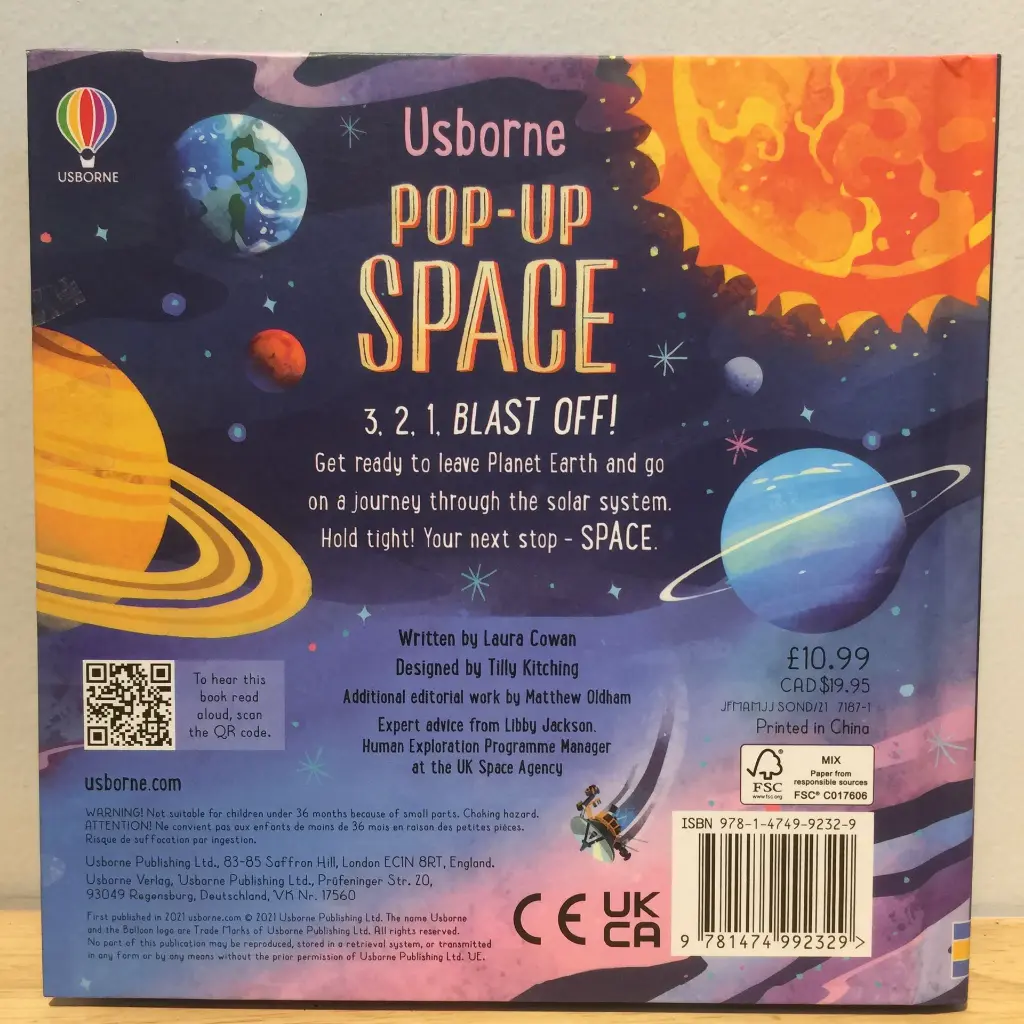 USBORNE
Usborne
POP-UP
SPACE
3, 2, 1, BLAST OFF!
Get ready to leave Planet Earth and go
on a journey through the solar system.
Hold tight! Your next stop - SPACE.
Written by Laura Cowan
Designed by Tilly Kitching
Additional editorial work by Matthew Oldham
Expert advice from Libby Jackson,
Human Exploration Programme Manager
at the UK Space Agency
To hear this
book read
aloud, scan
the QR code.
usborne.com
WARNING! Not suitable for children under 36 months because of small parts. Choking hazard.
ATTENTION! Ne convient pas aux enfants de moins de 36 mois en raison des petites pièces.
Risque de suffocation par ingestion.
Usborne Publishing Ltd., 83-85 Saffron Hill, London EC1N 8RT, England.
Usborne Verlag, Usborne Publishing Ltd., Prüfeninger Str. 20,
93049 Regensburg, Deutschland, VK Nr. 17560
First published in 2021 usborne.com © 2021 Usborne Publishing Ltd. The name Usborne
and the Balloon logo are Trade Marks of Usborne Publishing Ltd. All rights reserved.
No part of this publication may be reproduced, stored in a retrieval system, or transmitted
in any form or by any means without the prior permission of Usborne Publishing Ltd. UE.
£10.99
CAD $19.95
JFMAMJJ SOND/21 7187-1
Printed in China
FSC
www.fsc.org
MIX
Paper from
responsible sources
FSC® C017606
CE
UK
CA
ISBN 978-1-4749-9232-9
9 781474 992329 >